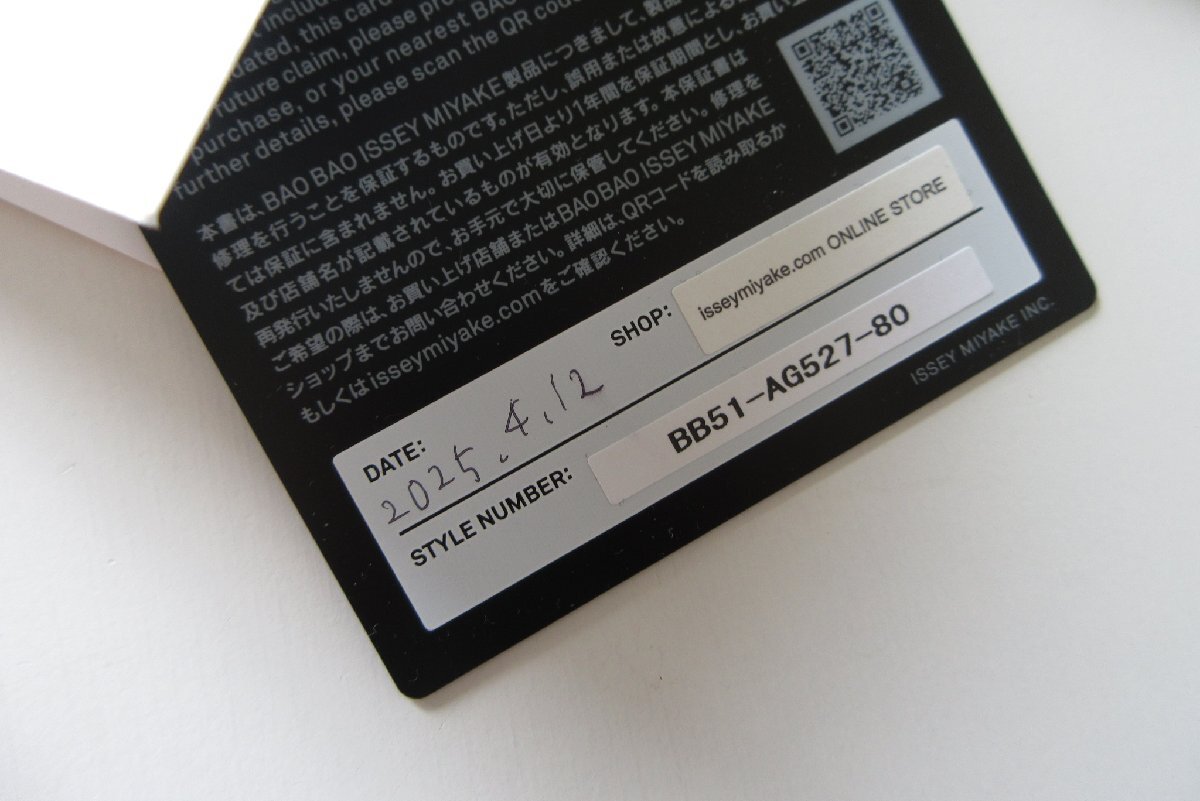 include
dated, this card
future claim, please pro
purchase, or your nearest BAO
further details, please scan the QR code
本書は、BAO BAO ISSEY MIYAKE 製品につきまして、製品
修理を行うことを保証するものです。ただし、誤用または故意による
ては保証に含まれません。お買い上げ日より1年間を保証期間とし、お買い上
及び店舗名が記載されているものが有効となります。本保証書は
再発行いたしませんので、お手元で大切に保管してください。修理を
ご希望の際は、お買い上げ店舗またはBAO BAO ISSEY MIYAKE
ショップまでお問い合わせください。詳細は、QRコードを読み取るか
もしくはisseymiyake.comをご確認ください。
DATE: 2025.4.12
SHOP: isseymiyake.com ONLINE STORE
STYLE NUMBER: BB51-AG527-80
ISSEY MIYAKE INC.